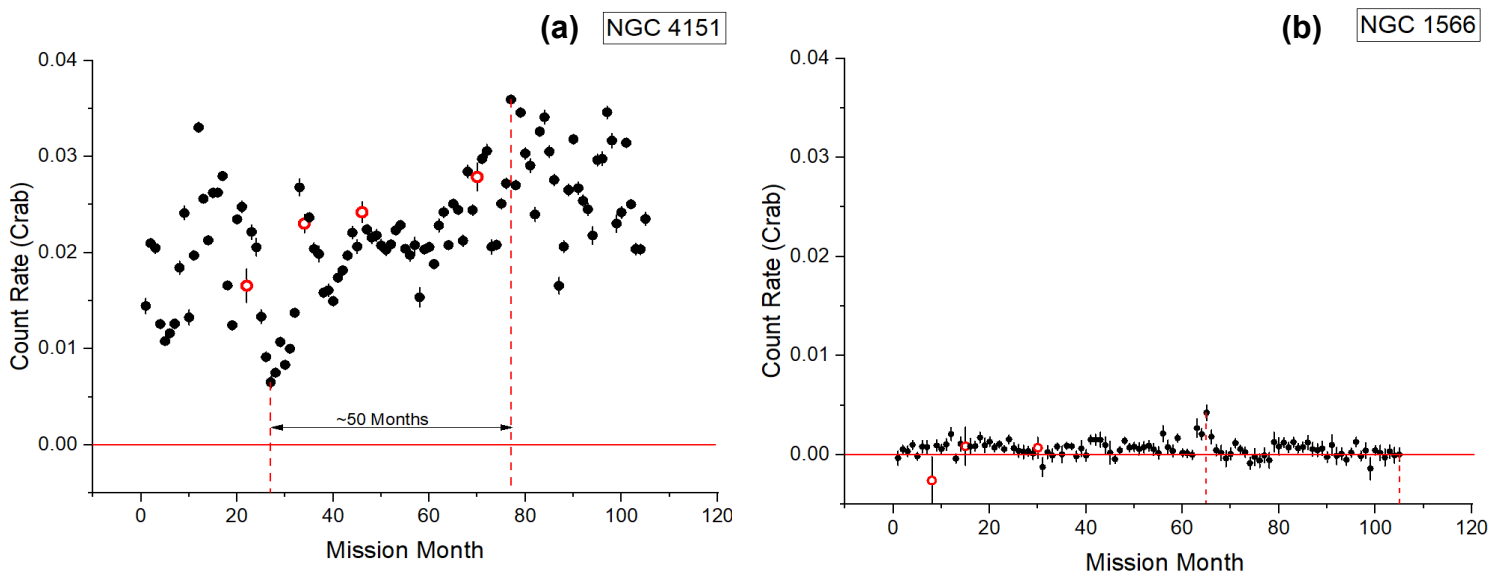 (a) NGC 4151
0.04
0.03
0.02
0.01
0.00
Count Rate (Crab)
~50 Months
0 20 40 60 80 100 120
Mission Month
(b) NGC 1566
0.04
0.03
0.02
0.01
0.00
Count Rate (Crab)
0 20 40 60 80 100 120
Mission Month